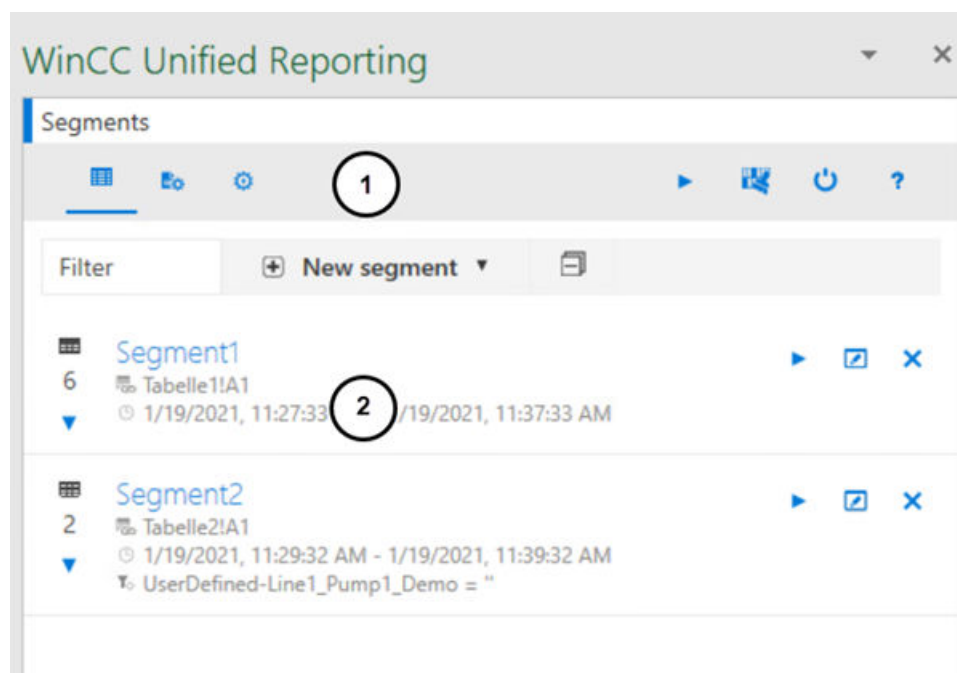 WinCC Unified Reporting
Segments
1
?
Filter New segment
Segment1
6 Tabelle1!A1
1/19/2021, 11:27:33 2 /19/2021, 11:37:33 AM
Segment2
2 Tabelle2!A1
1/19/2021, 11:29:32 AM - 1/19/2021, 11:39:32 AM
UserDefined-Line1_Pump1_Demo = ''